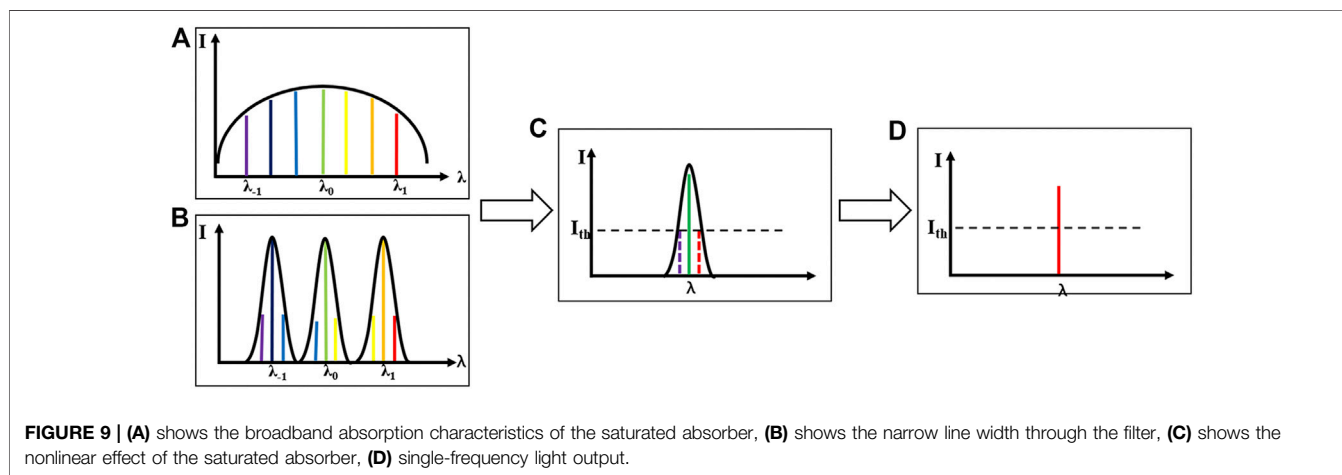 A
I
λ₋₁ λ₀ λ₁ λ
B
I
λ₋₁ λ₀ λ₁ λ
C
I
Iₜₕ
λ
D
I
Iₜₕ
λ
FIGURE 9 | (A) shows the broadband absorption characteristics of the saturated absorber, (B) shows the narrow line width through the filter, (C) shows the
nonlinear effect of the saturated absorber, (D) single-frequency light output.